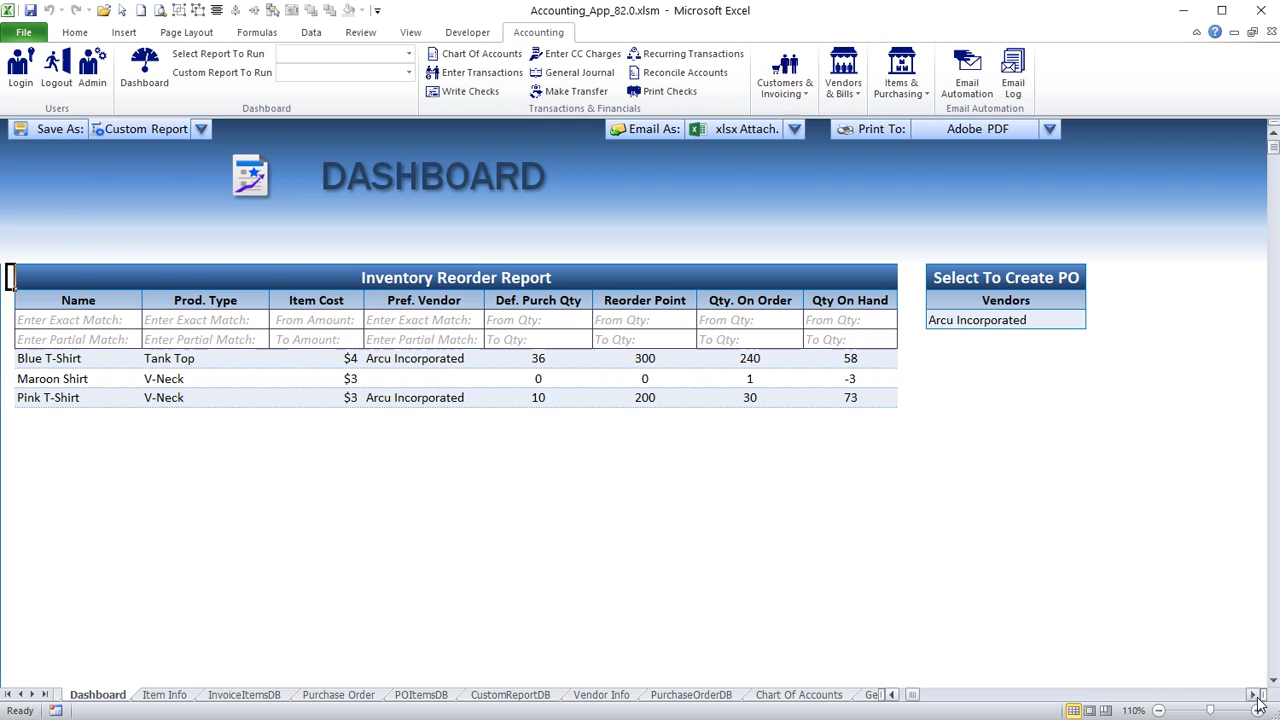 Accounting_App_82.0.xlsm - Microsoft Excel
File Home Insert Page Layout Formulas Data Review View Developer Accounting
Login Logout Admin
Users
Dashboard
Select Report To Run
Custom Report To Run
Dashboard
Chart Of Accounts Enter CC Charges Recurring Transactions
Enter Transactions General Journal Reconcile Accounts
Write Checks Make Transfer Print Checks
Transactions & Financials
Customers & Invoicing
Vendors & Bills
Items & Purchasing
Email Automation
Email Log
Email Automation
Save As: Custom Report Email As: xlsx Attach. Print To: Adobe PDF
DASHBOARD
Inventory Reorder Report
Name Prod. Type Item Cost Pref. Vendor Def. Purch Qty Reorder Point Qty. On Order Qty On Hand
Enter Exact Match: Enter Exact Match: From Amount: Enter Exact Match: From Qty: From Qty: From Qty: From Qty:
Enter Partial Match: Enter Partial Match: To Amount: Enter Partial Match: To Qty: To Qty: To Qty: To Qty:
Blue T-Shirt Tank Top $4 Arcu Incorporated 36 300 240 58
Maroon Shirt V-Neck $3 0 0 1 -3
Pink T-Shirt V-Neck $3 Arcu Incorporated 10 200 30 73
Select To Create PO
Vendors
Arcu Incorporated
Dashboard Item Info InvoiceItemsDB Purchase Order POItemsDB CustomReportDB Vendor Info PurchaseOrderDB Chart Of Accounts Ge
Ready 110%